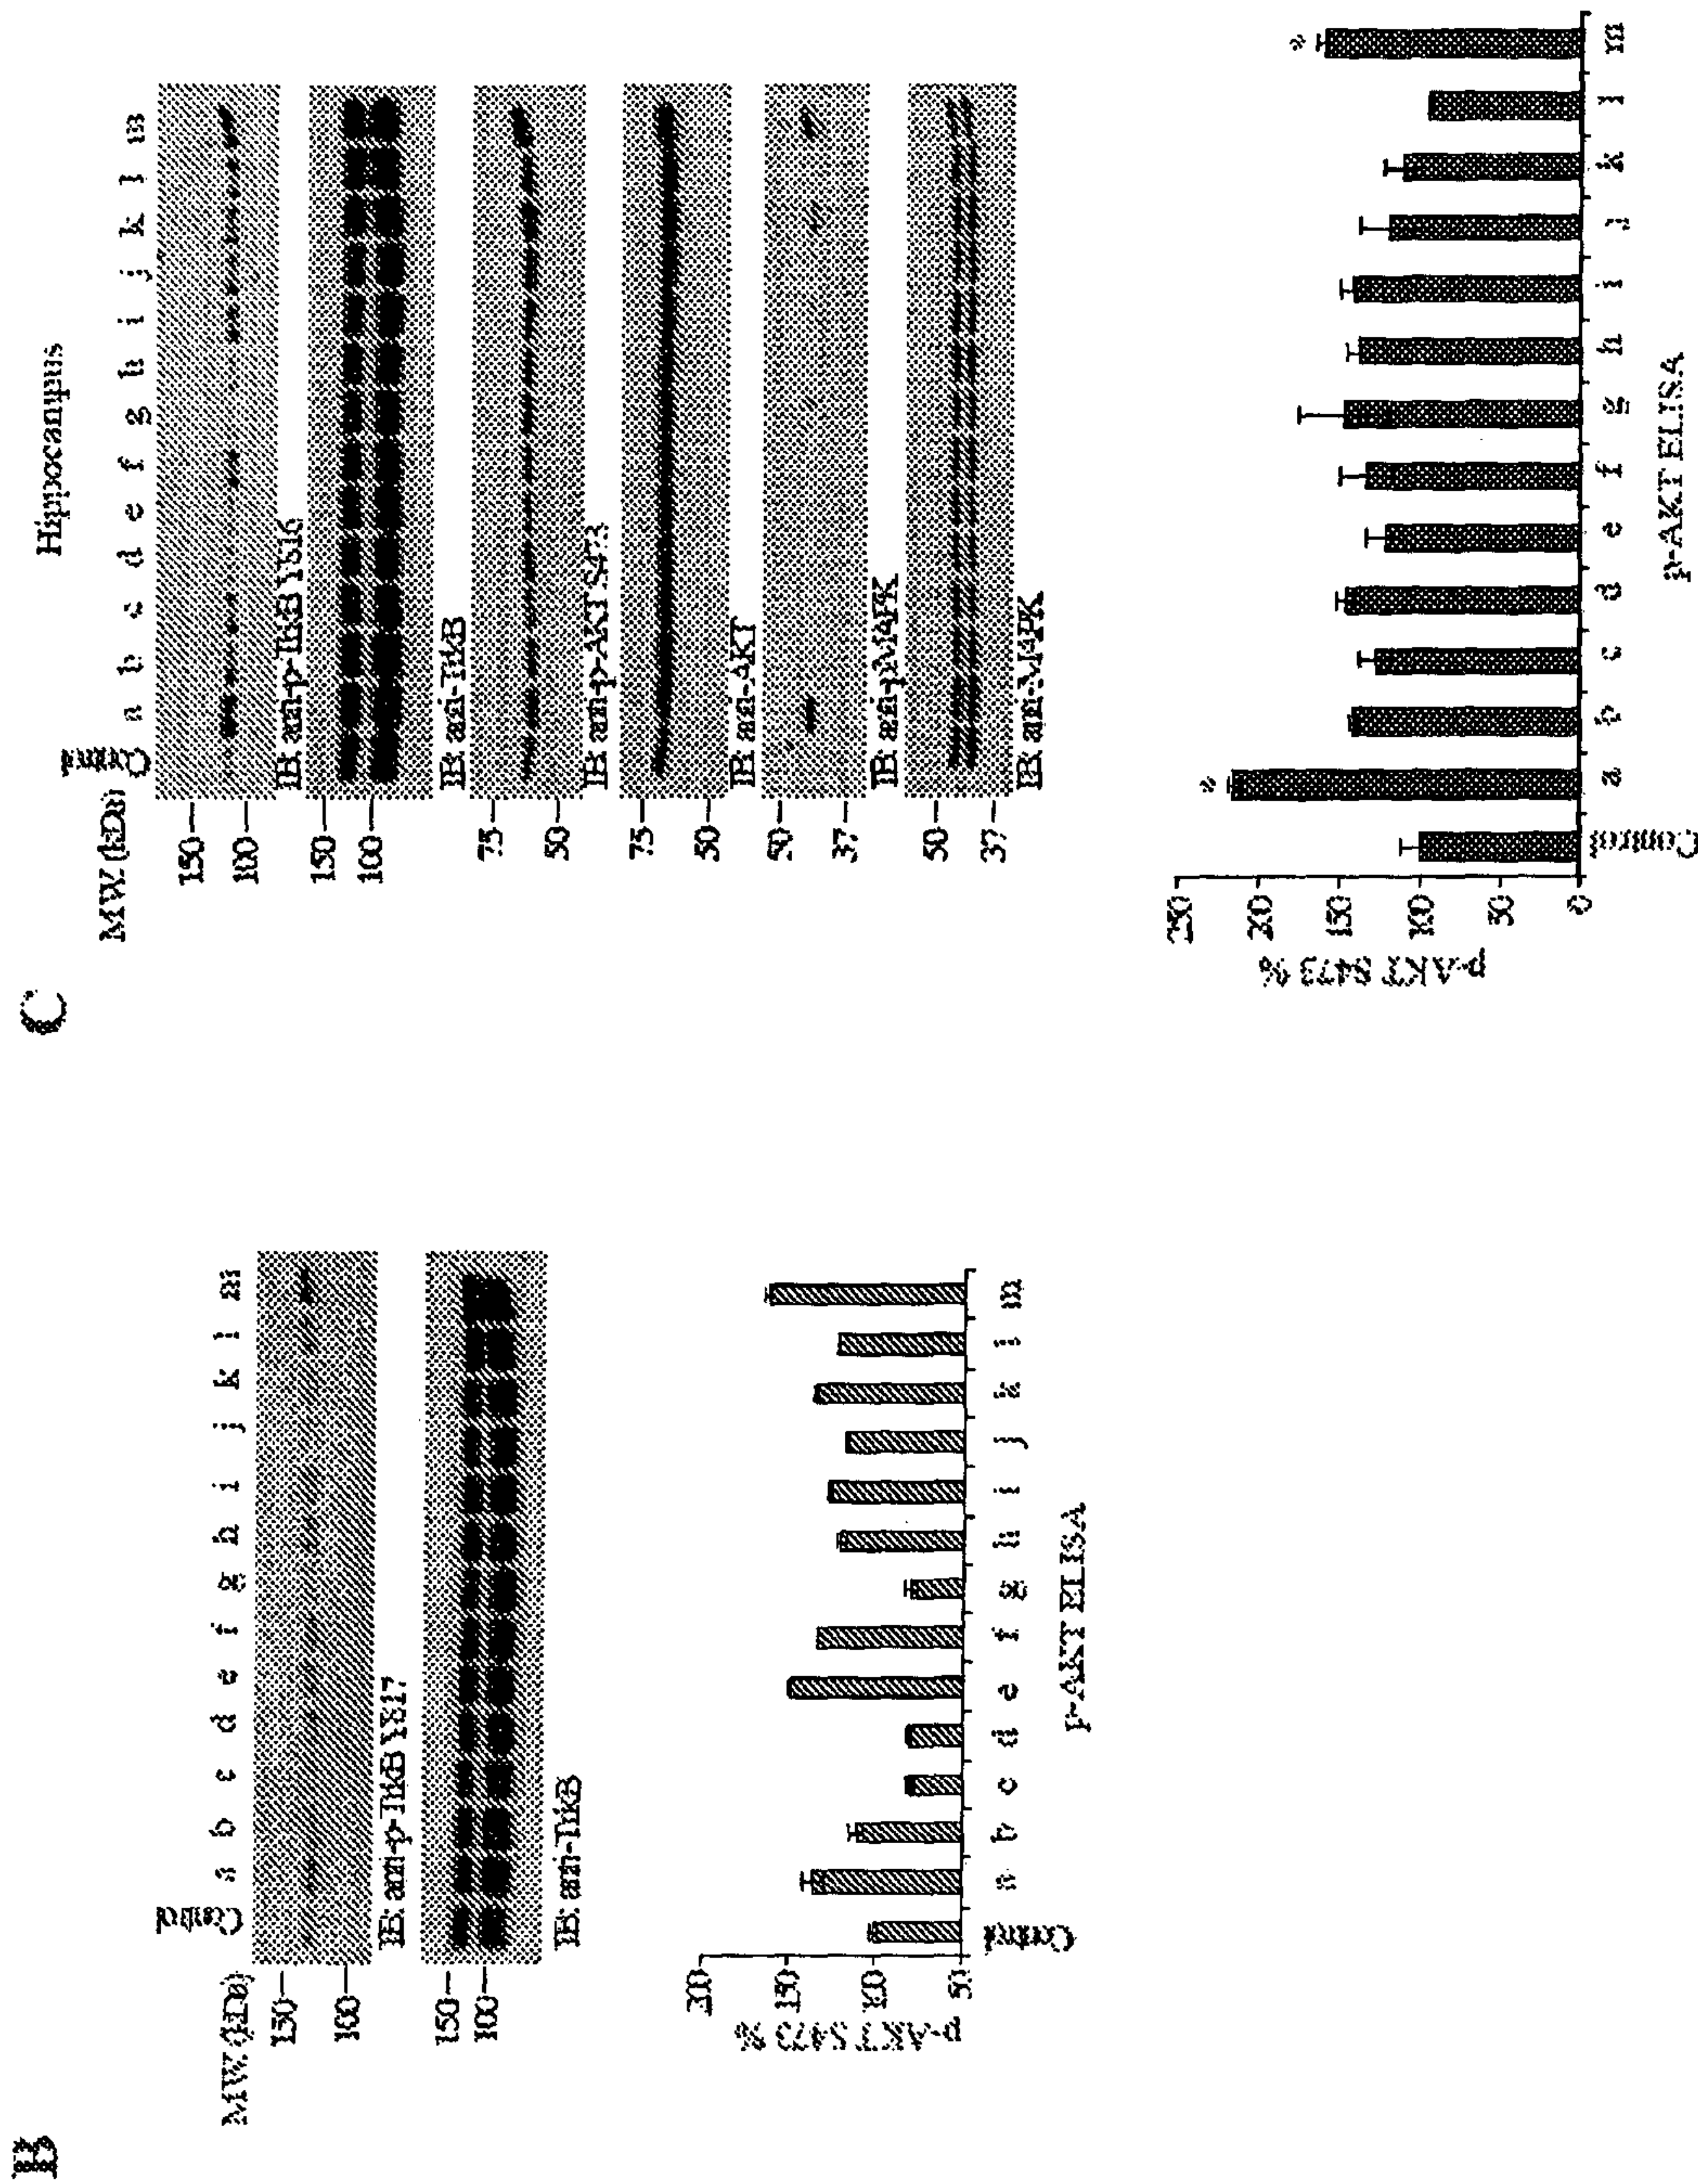 B
MW. (kDa)
Control a b c d e f g h i j k l m
150
100
IB: anti-p-TrkB Y817
150
100
IB: anti-TrkB
p-AKT S473 %
200
150
100
50
Control a b c d e f g h i j k l m
p-AKT ELISA
C
Hippocampus
MW. (kDa)
Control a b c d e f g h i j k l m
150
100
IB: anti-p-TrkB Y816
150
100
IB: anti-TrkB
75
50
IB: anti-p-AKT S473
75
50
IB: anti-AKT
50
37
IB: anti-pMAPK
50
37
IB: anti-MAPK
p-AKT S473 %
250
200
150
100
50
0
* *
Control a b c d e f g h i j k l m
p-AKT ELISA